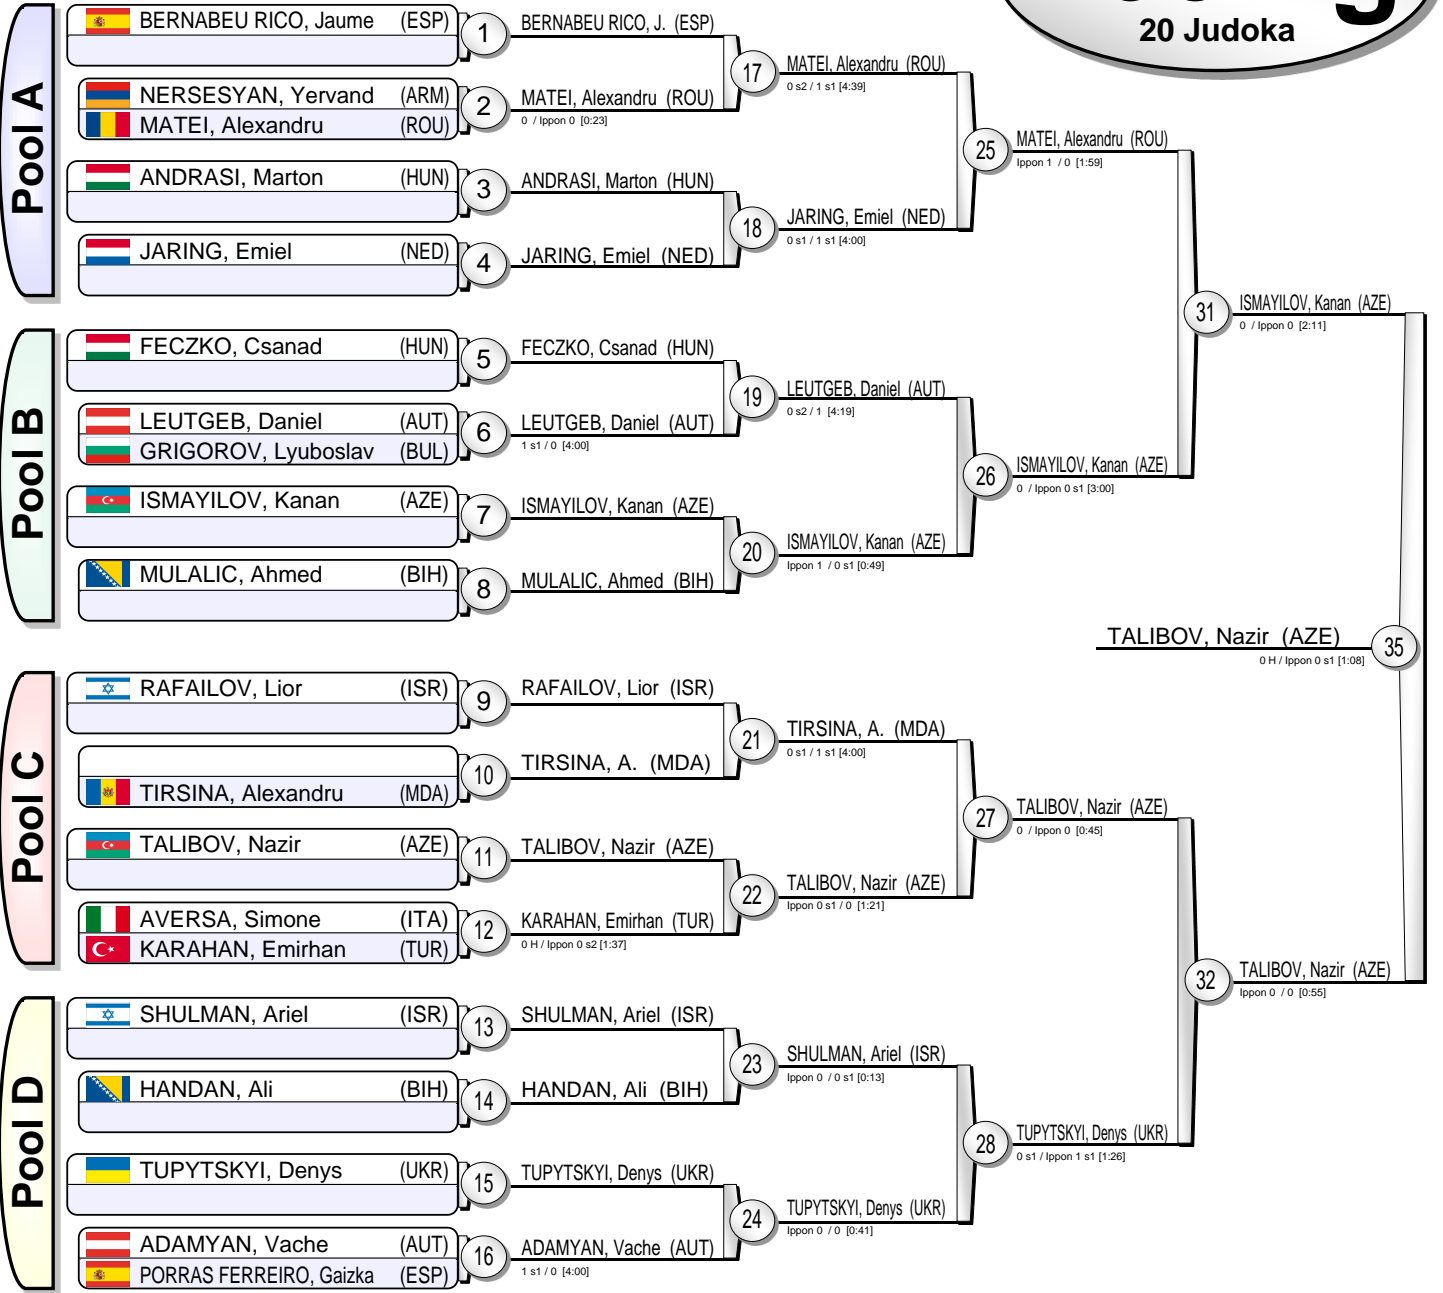 20 Judoka
Pool A
BERNABEU RICO, Jaume (ESP)
1
NERSESYAN, Yervand (ARM)
MATEI, Alexandru (ROU)
2
ANDRASI, Marton (HUN)
3
JARING, Emiel (NED)
4
BERNABEU RICO, J. (ESP)
MATEI, Alexandru (ROU)
0 / Ippon 0 [0:23]
ANDRASI, Marton (HUN)
JARING, Emiel (NED)
17
MATEI, Alexandru (ROU)
0 s2 / 1 s1 [4:39]
18
JARING, Emiel (NED)
0 s1 / 1 s1 [4:00]
25
MATEI, Alexandru (ROU)
Ippon 1 / 0 [1:59]
Pool B
FECZKO, Csanad (HUN)
5
LEUTGEB, Daniel (AUT)
GRIGOROV, Lyuboslav (BUL)
6
ISMAYILOV, Kanan (AZE)
7
MULALIC, Ahmed (BIH)
8
FECZKO, Csanad (HUN)
LEUTGEB, Daniel (AUT)
1 s1 / 0 [4:00]
ISMAYILOV, Kanan (AZE)
MULALIC, Ahmed (BIH)
19
LEUTGEB, Daniel (AUT)
0 s2 / 1 [4:19]
20
ISMAYILOV, Kanan (AZE)
Ippon 1 / 0 s1 [0:49]
26
ISMAYILOV, Kanan (AZE)
0 / Ippon 0 s1 [3:00]
31
ISMAYILOV, Kanan (AZE)
0 / Ippon 0 [2:11]
TALIBOV, Nazir (AZE)
35
0 H / Ippon 0 s1 [1:08]
Pool C
RAFAILOV, Lior (ISR)
9
TIRSINA, Alexandru (MDA)
10
TALIBOV, Nazir (AZE)
11
AVERSA, Simone (ITA)
KARAHAN, Emirhan (TUR)
12
RAFAILOV, Lior (ISR)
TIRSINA, A. (MDA)
TALIBOV, Nazir (AZE)
KARAHAN, Emirhan (TUR)
0 H / Ippon 0 s2 [1:37]
21
TIRSINA, A. (MDA)
0 s1 / 1 s1 [4:00]
22
TALIBOV, Nazir (AZE)
Ippon 0 s1 / 0 [1:21]
27
TALIBOV, Nazir (AZE)
0 / Ippon 0 [0:45]
Pool D
SHULMAN, Ariel (ISR)
13
HANDAN, Ali (BIH)
14
TUPYTSKYI, Denys (UKR)
15
ADAMYAN, Vache (AUT)
PORRAS FERREIRO, Gaizka (ESP)
16
SHULMAN, Ariel (ISR)
HANDAN, Ali (BIH)
TUPYTSKYI, Denys (UKR)
ADAMYAN, Vache (AUT)
1 s1 / 0 [4:00]
23
SHULMAN, Ariel (ISR)
Ippon 0 / 0 s1 [0:13]
24
TUPYTSKYI, Denys (UKR)
Ippon 0 / 0 [0:41]
28
TUPYTSKYI, Denys (UKR)
0 s1 / Ippon 1 s1 [1:26]
32
TALIBOV, Nazir (AZE)
Ippon 0 / 0 [0:55]